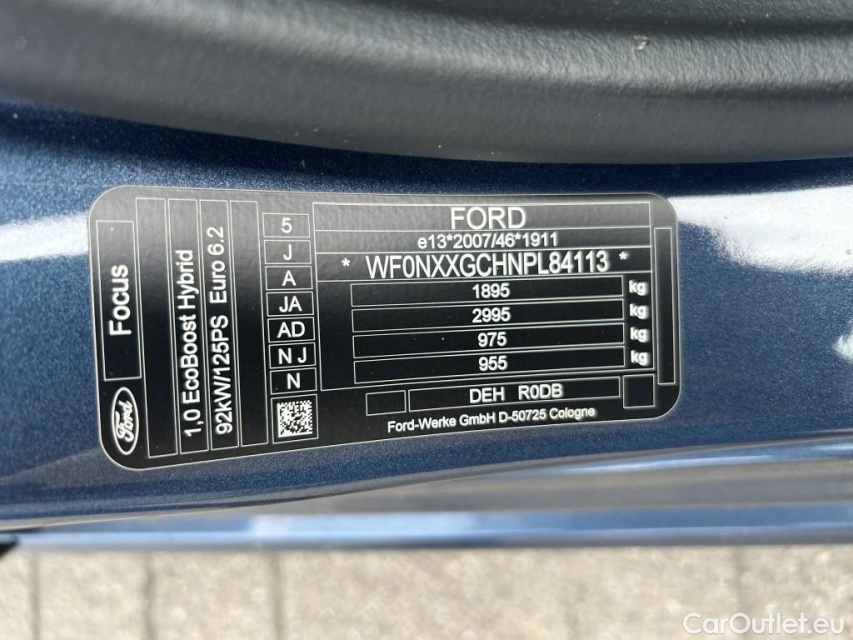 Focus
Ford
1,0 EcoBoost Hybrid
92kW/125PS Euro 6.2
5
J
A
JA
AD
N J
N
FORD
e13*2007/46*1911
* WF0NXXGCHNPL84113 *
1895 kg
2995 kg
975 kg
955 kg
DEH R0DB
Ford-Werke GmbH D-50725 Cologne
CarOutlet.eu